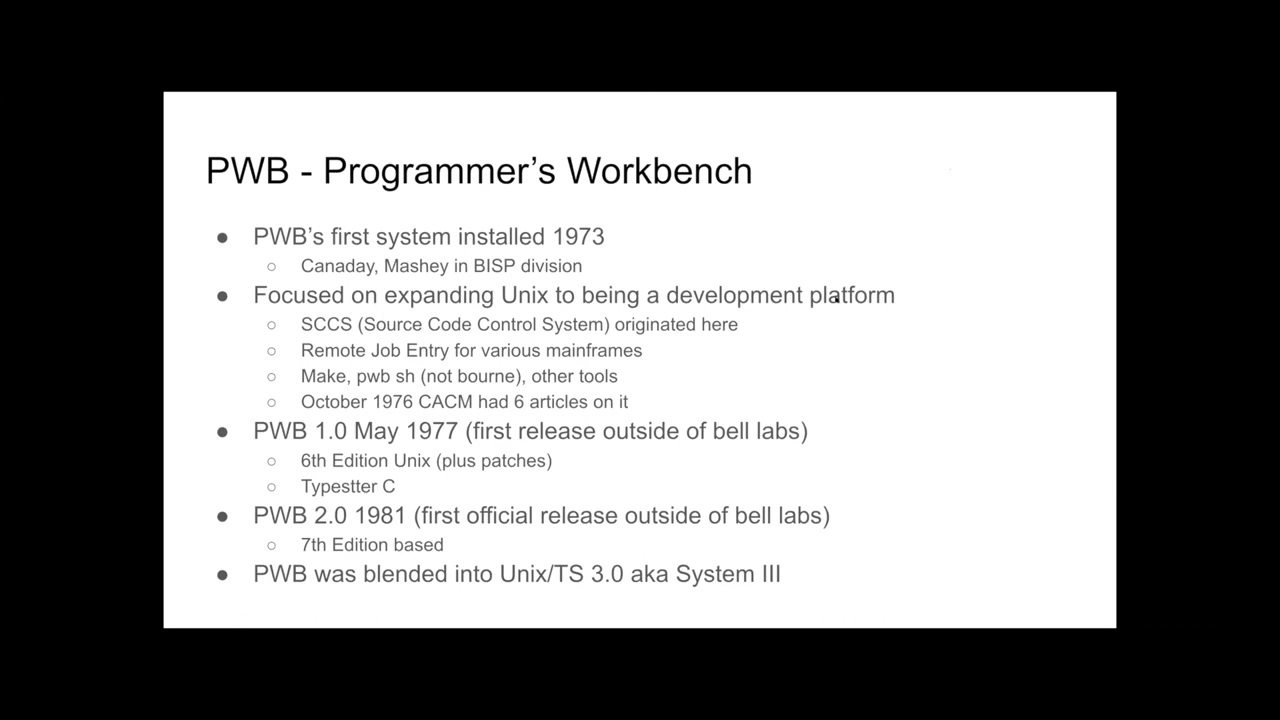 PWB - Programmer’s Workbench
● PWB’s first system installed 1973
○ Canaday, Mashey in BISP division
● Focused on expanding Unix to being a development platform
○ SCCS (Source Code Control System) originated here
○ Remote Job Entry for various mainframes
○ Make, pwb sh (not bourne), other tools
○ October 1976 CACM had 6 articles on it
● PWB 1.0 May 1977 (first release outside of bell labs)
○ 6th Edition Unix (plus patches)
○ Typestter C
● PWB 2.0 1981 (first official release outside of bell labs)
○ 7th Edition based
● PWB was blended into Unix/TS 3.0 aka System III